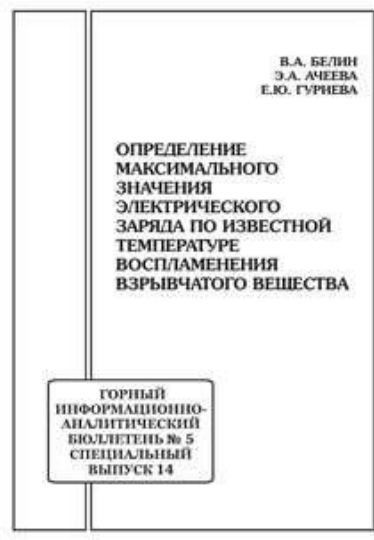 В.А. БЕЛИН
Э.А. АЧЕЕВА
Е.Ю. ГУРИЕВА
ОПРЕДЕЛЕНИЕ
МАКСИМАЛЬНОГО
ЗНАЧЕНИЯ
ЭЛЕКТРИЧЕСКОГО
ЗАРЯДА ПО ИЗВЕСТНОЙ
ТЕМПЕРАТУРЕ
ВОСПЛАМЕНЕНИЯ
ВЗРЫВЧАТОГО ВЕЩЕСТВА
ГОРНЫЙ
ИНФОРМАЦИОННО-
АНАЛИТИЧЕСКИЙ
БЮЛЛЕТЕНЬ № 5
СПЕЦИАЛЬНЫЙ
ВЫПУСК 14